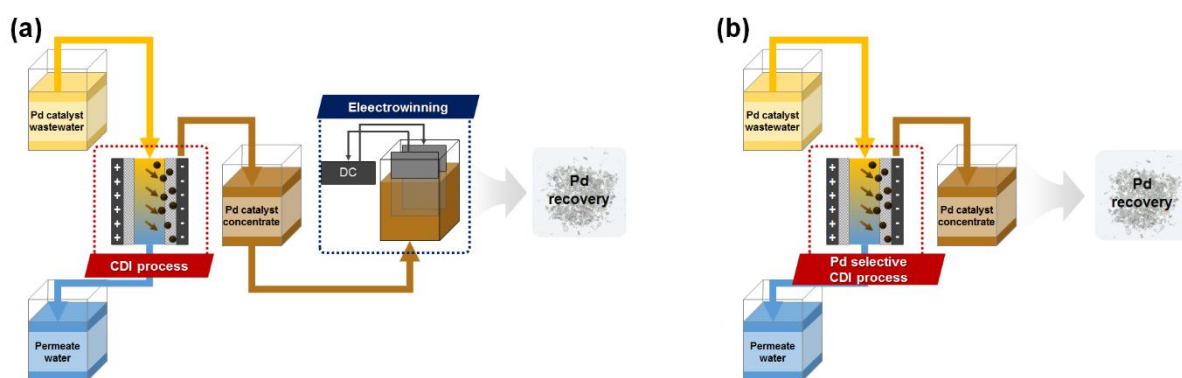 (a)
Pd catalyst
wastewater
+ -
+ -
+ -
+ -
+ -
+ -
CDI process
Permeate
water
Pd catalyst
concentrate
Eleectrowinning
DC
Pd
recovery
(b)
Pd catalyst
wastewater
+ -
+ -
+ -
+ -
+ -
+ -
Pd selective
CDI process
Permeate
water
Pd catalyst
concentrate
Pd
recovery